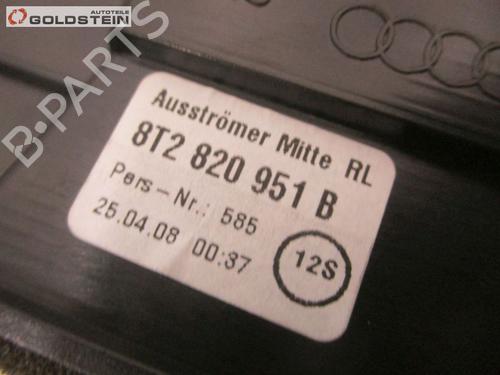 AUTOTEILE
GOLDSTEIN
B-PARTS
Ausströmer Mitte RL
8T2 820 951 B
Pers-Nr.: 585
25.04.08 00:37
12S